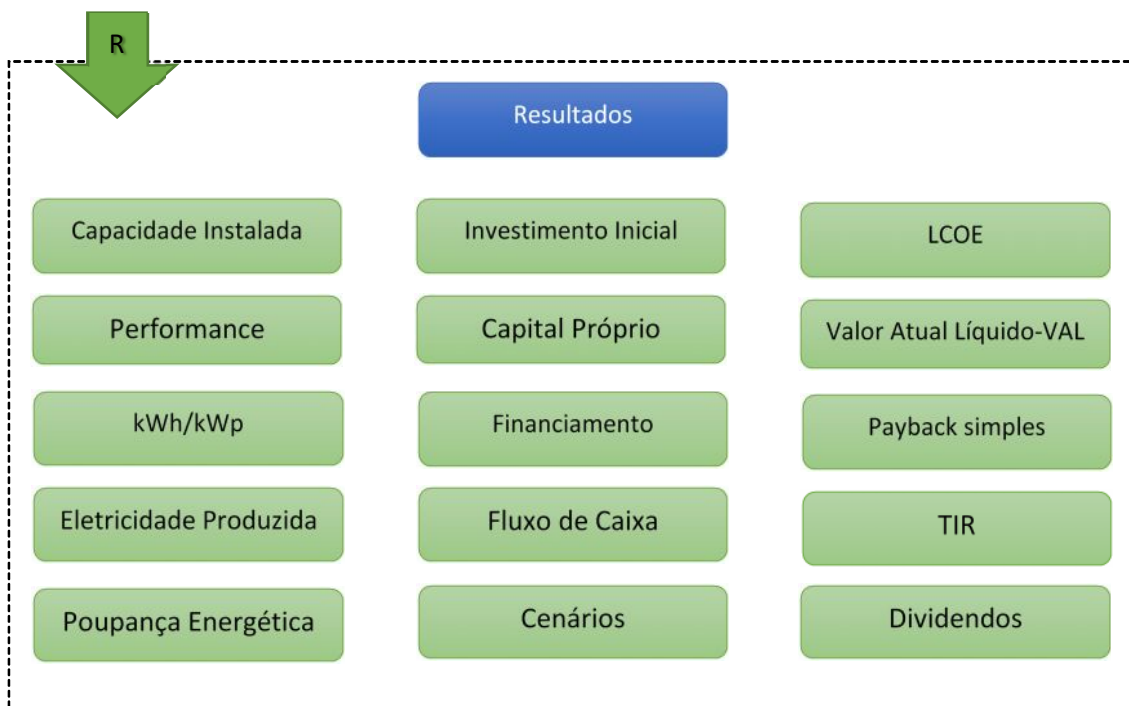 R
Resultados
Capacidade Instalada
Investimento Inicial
LCOE
Performance
Capital Próprio
Valor Atual Líquido-VAL
kWh/kWp
Financiamento
Payback simples
Eletricidade Produzida
Fluxo de Caixa
TIR
Poupança Energética
Cenários
Dividendos